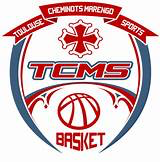 TOULOUSE CHEMINOTS MARENGO SPORTS
TCMS
BASKET